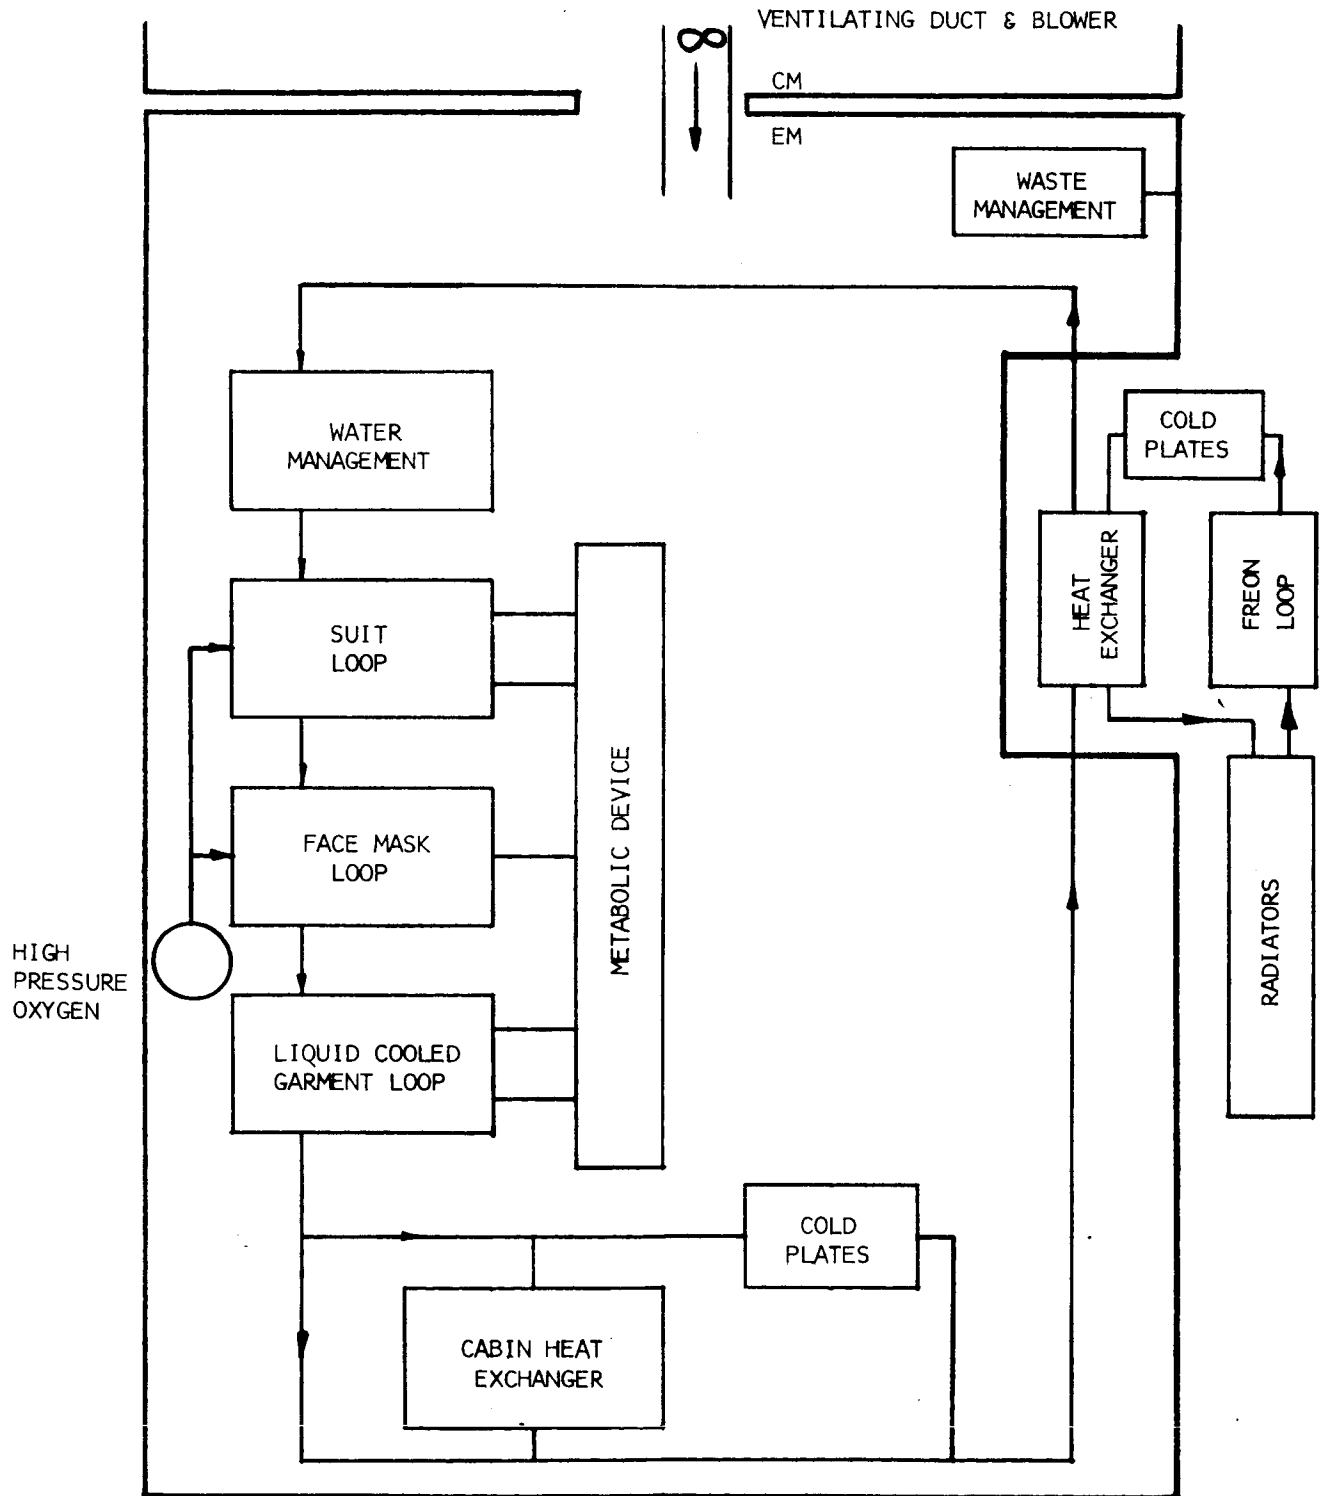 VENTILATING DUCT & BLOWER
CM
EM
WASTE
MANAGEMENT
WATER
MANAGEMENT
COLD
PLATES
HEAT
EXCHANGER
FREON
LOOP
SUIT
LOOP
METABOLIC DEVICE
FACE MASK
LOOP
RADIATORS
HIGH
PRESSURE
OXYGEN
LIQUID COOLED
GARMENT LOOP
COLD
PLATES
CABIN HEAT
EXCHANGER